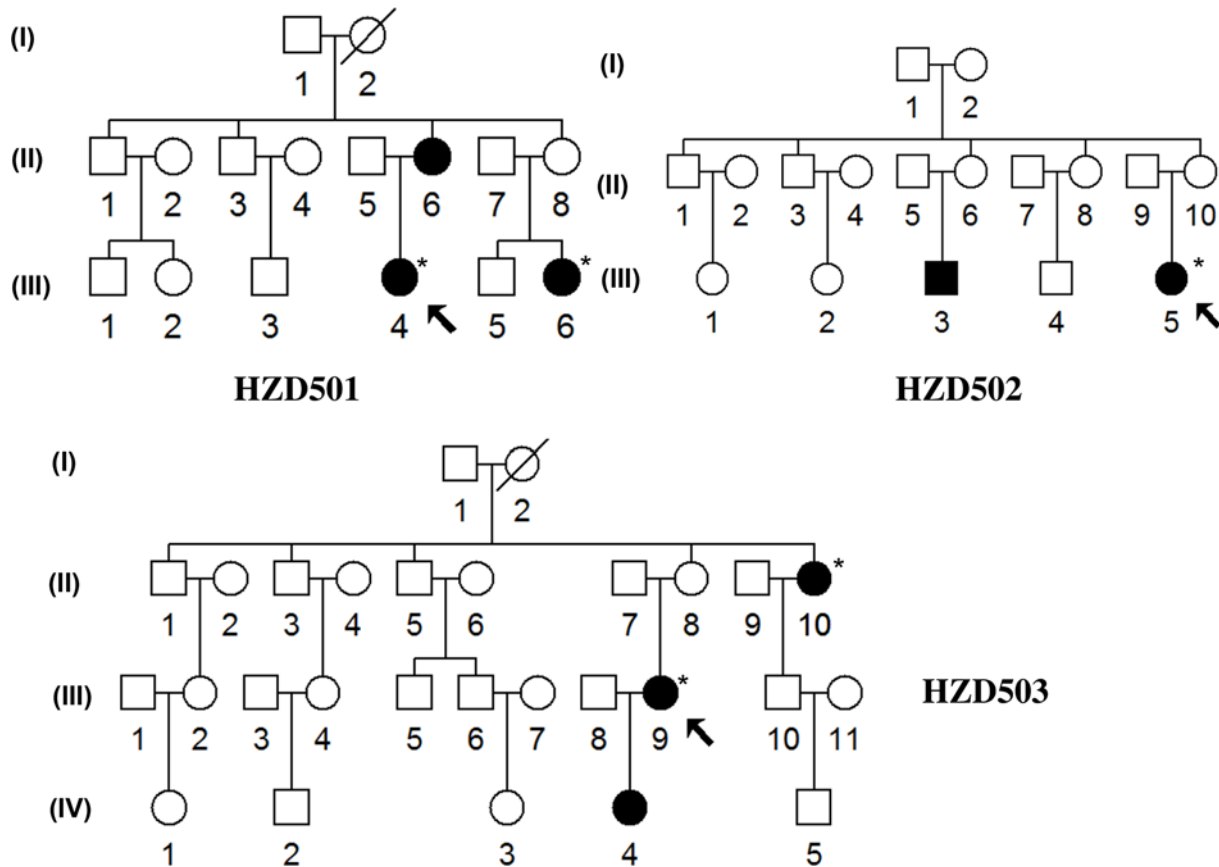 (I)
1 2
(II)
1 2 3 4 5 6 7 8
(III)
* *
1 2 3 4 5 6
HZD501
(I)
1 2
(II)
1 2 3 4 5 6 7 8 9 10
(III)
*
1 2 3 4 5
HZD502
(I)
1 2
(II)
*
1 2 3 4 5 6 7 8 9 10
(III)
*
1 2 3 4 5 6 7 8 9 10 11
HZD503
(IV)
1 2 3 4 5